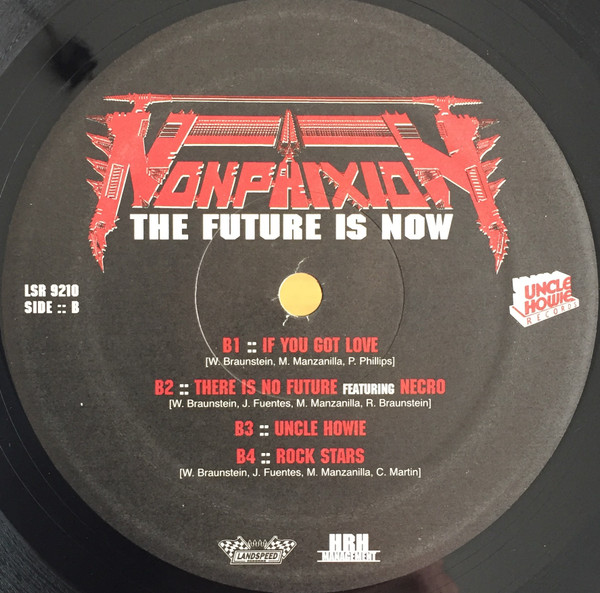 NONPHIXION
THE FUTURE IS NOW
LSR 9210
SIDE :: B
UNCLE
HOWIE
RECORDS
B1 :: IF YOU GOT LOVE
[W. Braunstein, M. Manzanilla, P. Phillips]
B2 :: THERE IS NO FUTURE FEATURING NECRO
[W. Braunstein, J. Fuentes, M. Manzanilla, R. Braunstein]
B3 :: UNCLE HOWIE
B4 :: ROCK STARS
[W. Braunstein, J. Fuentes, M. Manzanilla, C. Martin]
LANDSPEED
RECORDS
HRH
MANAGEMENT